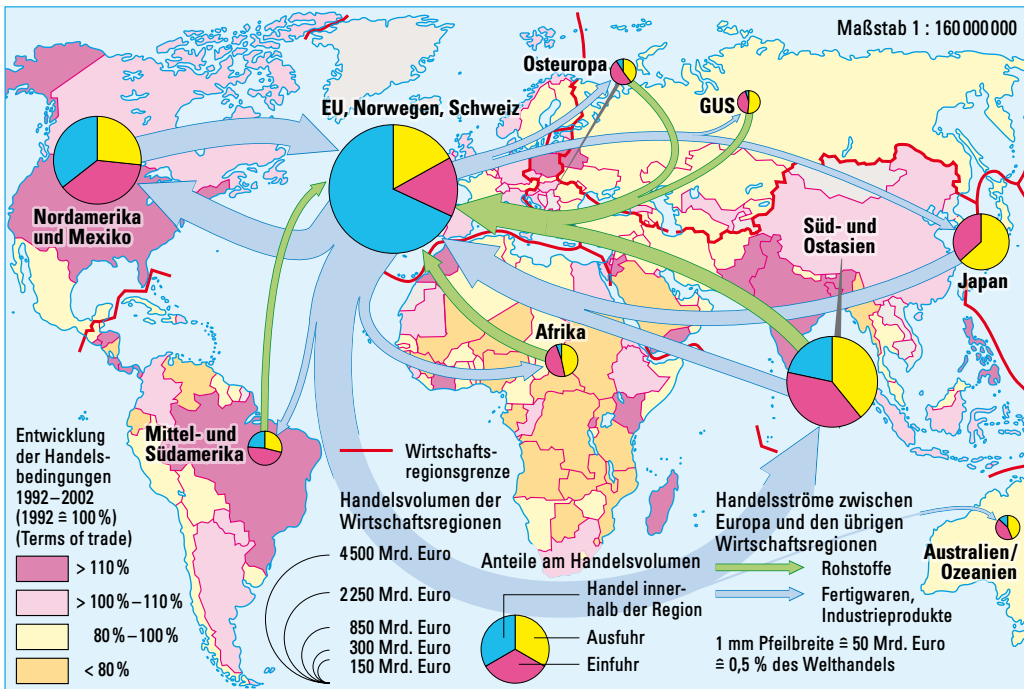 Maßstab 1 : 160 000 000
Osteuropa
EU, Norwegen, Schweiz
GUS
Nordamerika
und Mexiko
Süd- und
Ostasien
Japan
Afrika
Mittel- und
Südamerika
Australien/
Ozeanien
Entwicklung
der Handels-
bedingungen
1992–2002
(1992 ≙ 100 %)
(Terms of trade)
> 110 %
> 100 % – 110 %
80 % – 100 %
< 80 %
Wirtschafts-
regionsgrenze
Handelsvolumen der
Wirtschaftsregionen
4500 Mrd. Euro
2250 Mrd. Euro
850 Mrd. Euro
300 Mrd. Euro
150 Mrd. Euro
Anteile am Handelsvolumen
Handel inner-
halb der Region
Ausfuhr
Einfuhr
Handelsströme zwischen
Europa und den übrigen
Wirtschaftsregionen
Rohstoffe
Fertigwaren,
Industrieprodukte
1 mm Pfeilbreite ≙ 50 Mrd. Euro
≙ 0,5 % des Welthandels